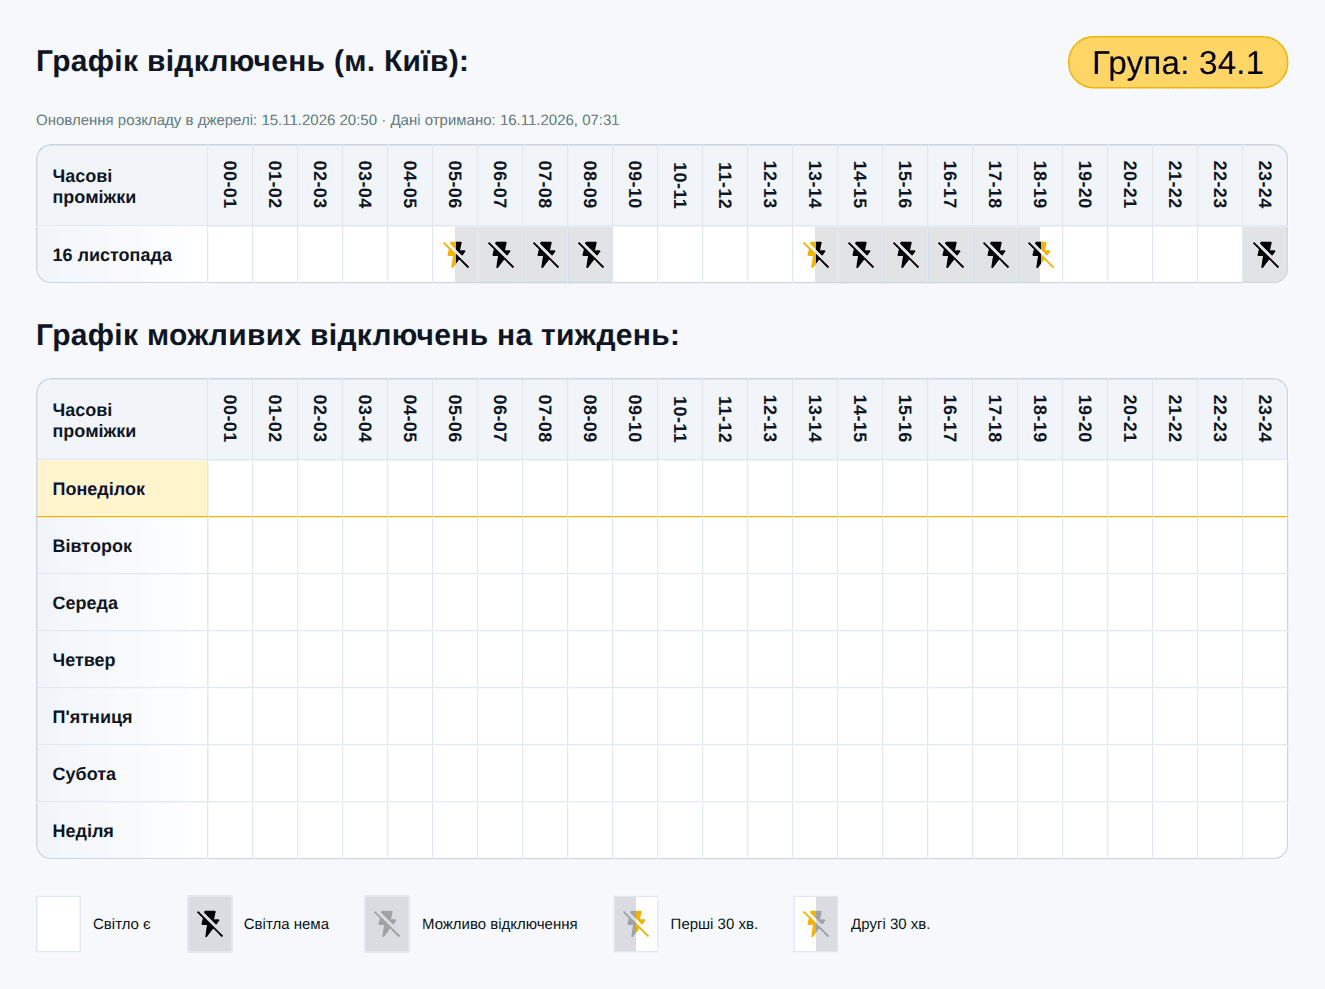 Графік відключень (м. Київ):
Група: 34.1
Оновлення розкладу в джерелі: 15.11.2026 20:50 · Дані отримано: 16.11.2026, 07:31
Часові проміжки 00-01 01-02 02-03 03-04 04-05 05-06 06-07 07-08 08-09 09-10 10-11 11-12 12-13 13-14 14-15 15-16 16-17 17-18 18-19 19-20 20-21 21-22 22-23 23-24
16 листопада
Графік можливих відключень на тиждень:
Часові проміжки 00-01 01-02 02-03 03-04 04-05 05-06 06-07 07-08 08-09 09-10 10-11 11-12 12-13 13-14 14-15 15-16 16-17 17-18 18-19 19-20 20-21 21-22 22-23 23-24
Понеділок
Вівторок
Середа
Четвер
П'ятниця
Субота
Неділя
Світло є Світла нема Можливо відключення Перші 30 хв. Другі 30 хв.